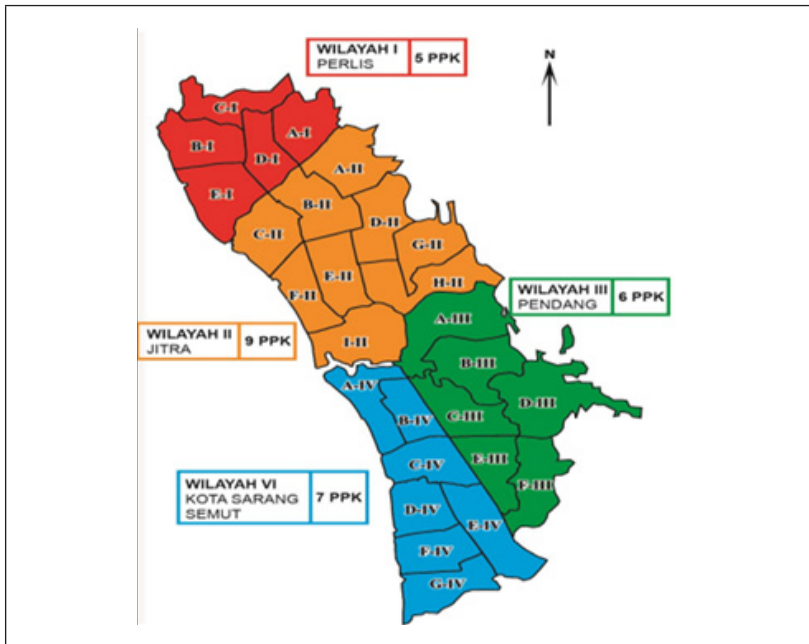 WILAYAH I
PERLIS
5 PPK
N
C-I
A-I
B-I
D-I
A-II
E-I
B-II
D-II
C-II
G-II
E-II
H-II
F-II
WILAYAH III
PENDANG
6 PPK
A-III
WILAYAH II
JITRA
9 PPK
I-II
B-III
A-IV
D-III
B-IV
C-III
C-IV
E-III
F-III
WILAYAH VI
KOTA SARANG
SEMUT
7 PPK
D-IV
E-IV
F-IV
G-IV